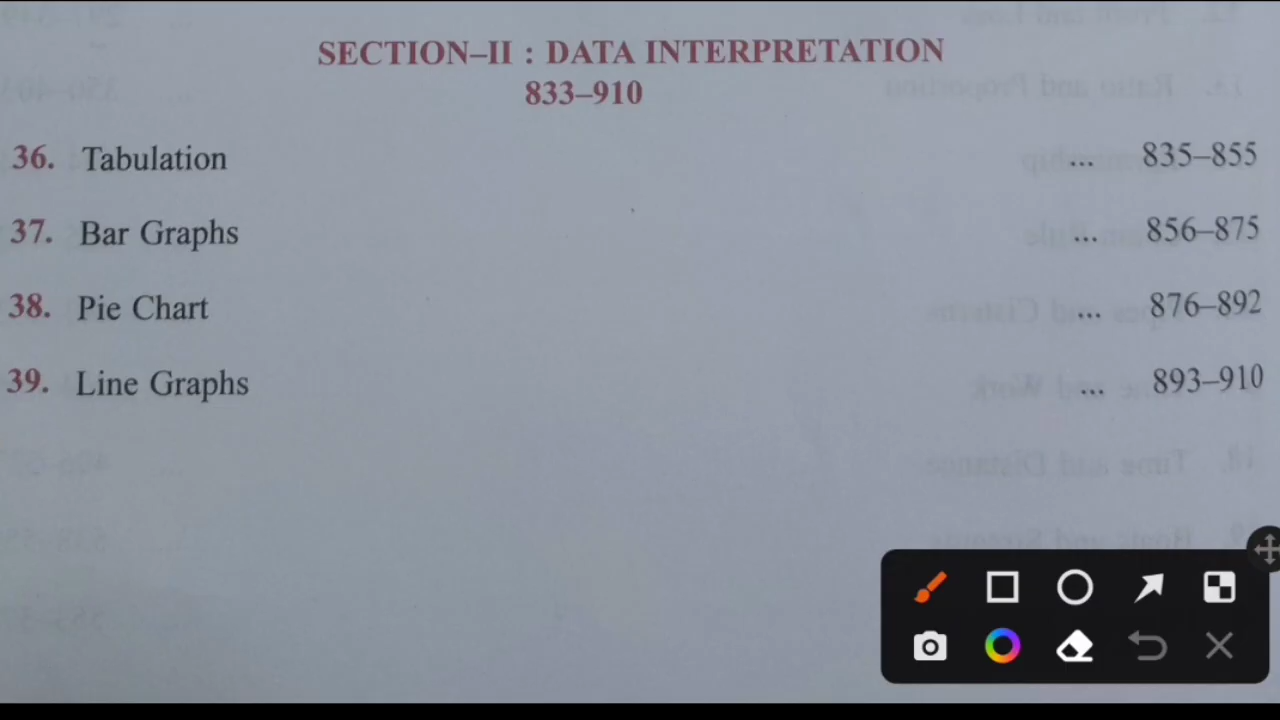 SECTION–II : DATA INTERPRETATION
833–910
36. Tabulation ... 835–855
37. Bar Graphs ... 856–875
38. Pie Chart ... 876–892
39. Line Graphs ... 893–910